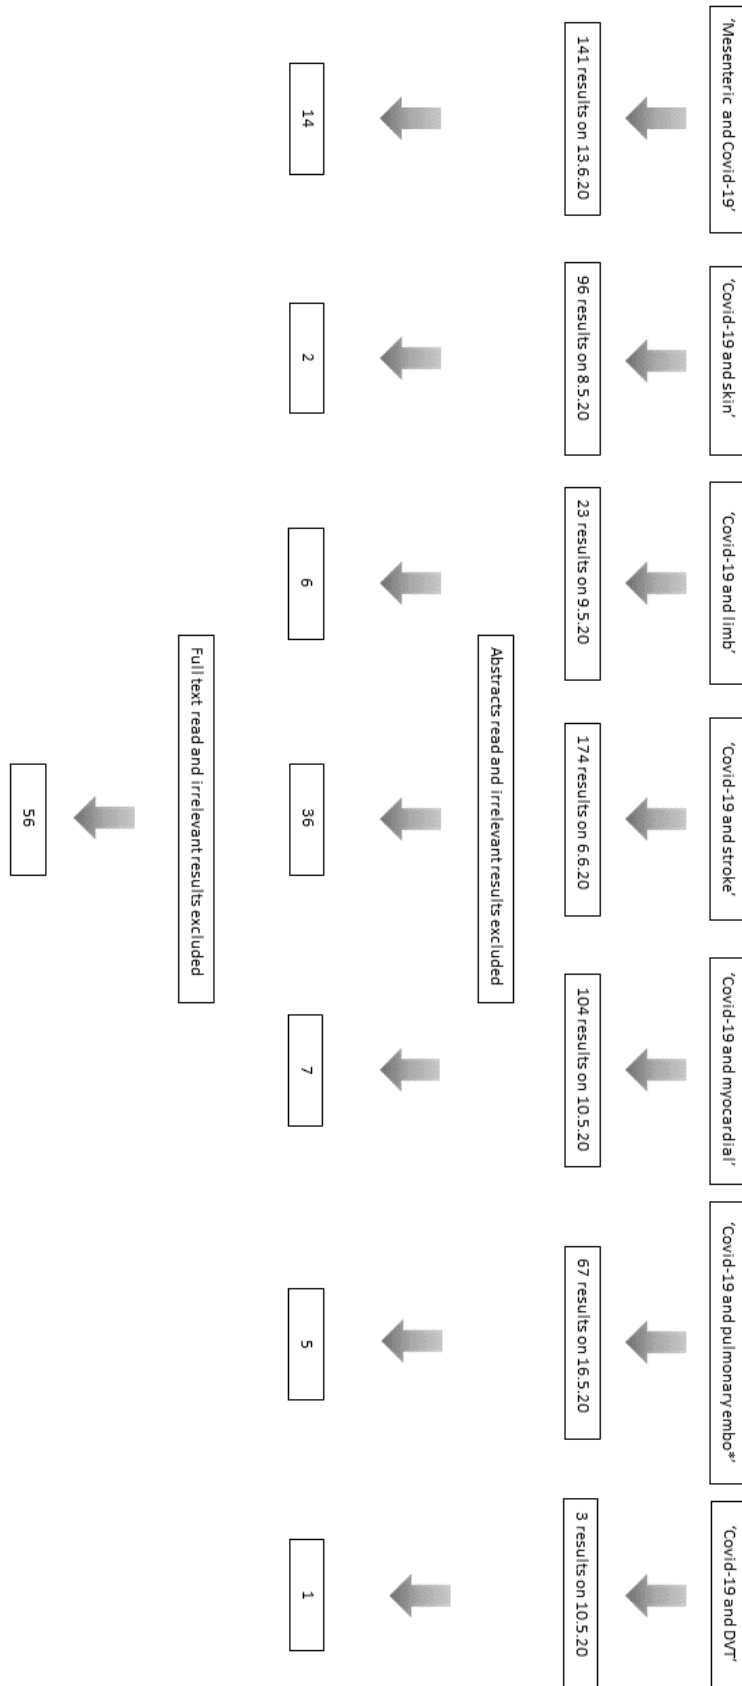 'Mesenteric and Covid-19'
'Covid-19 and skin'
'Covid-19 and limb'
'Covid-19 and stroke'
'Covid-19 and myocardial'
'Covid-19 and pulmonary embo*'
'Covid-19 and DVT'
141 results on 13.6.20
96 results on 8.5.20
23 results on 9.5.20
174 results on 6.6.20
104 results on 10.5.20
67 results on 16.5.20
3 results on 10.5.20
Abstracts read and irrelevant results excluded
14
2
6
36
7
5
1
Full text read and irrelevant results excluded
56